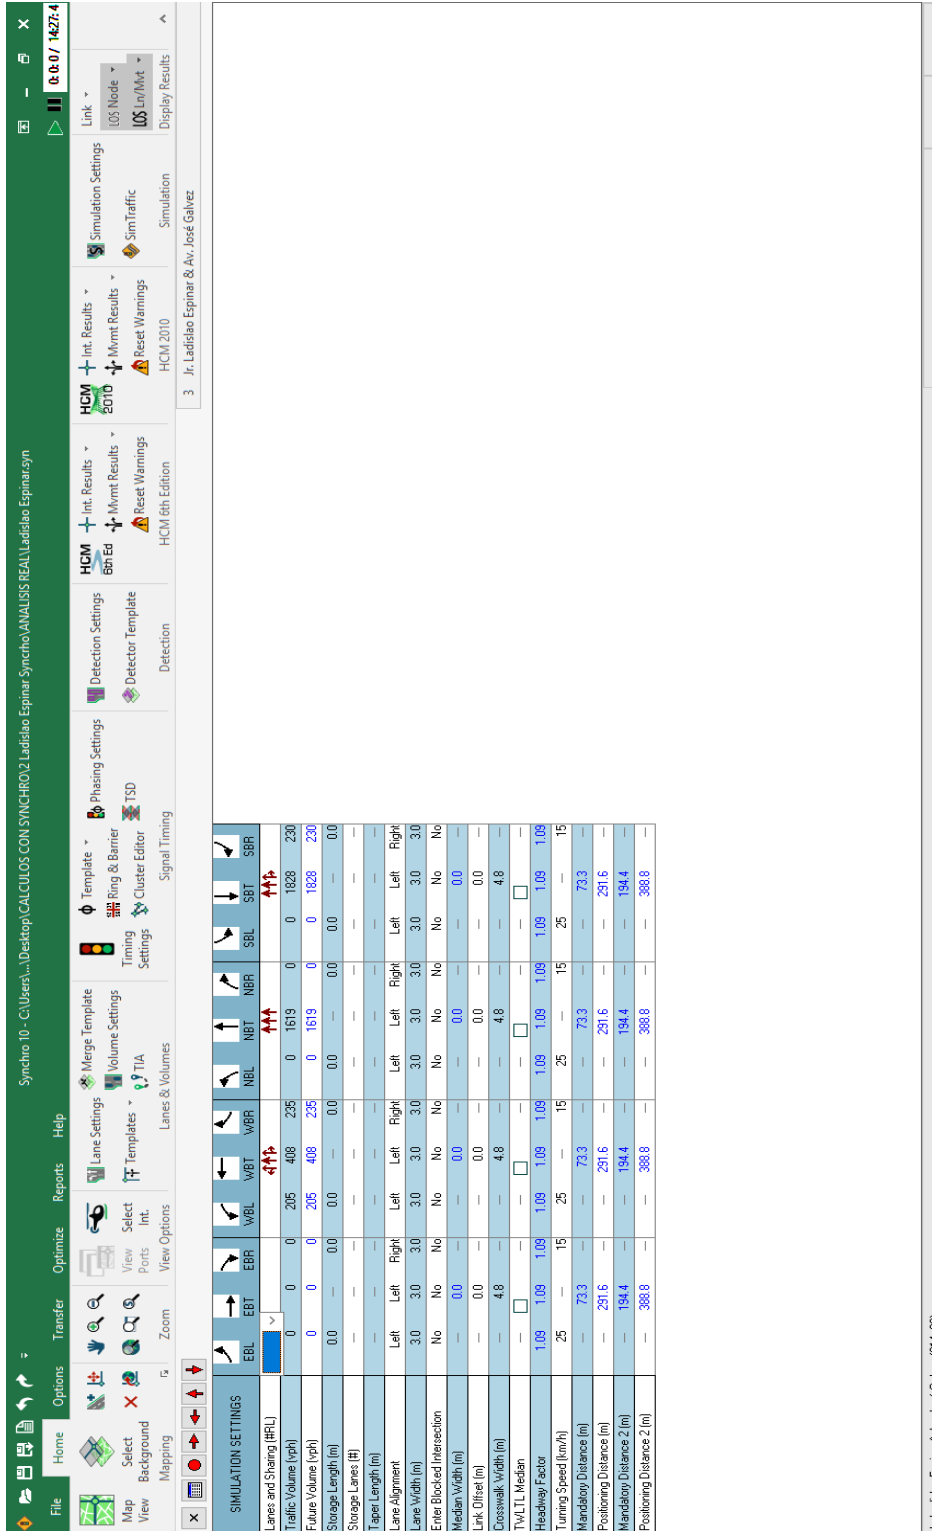 Synchro 10 - C:\Users\...\Desktop\CALCULOS CON SYNCHRO\2 Ladislao Espinar Syncrho\ANALISIS REAL\Ladislao Espinar.syn
File Home Options Transfer Optimize Reports Help
0: 0: 0 / 14:27: 4
Map View
Select Background
Mapping
Zoom
View Ports
Select Int.
View Options
Lane Settings
Templates
Merge Template
Volume Settings
TIA
Lanes & Volumes
Timing Settings
Template
Ring & Barrier
Cluster Editor
Phasing Settings
TSD
Signal Timing
Detection Settings
Detector Template
Detection
HCM 6th Ed
Int. Results
Mvmt Results
Reset Warnings
HCM 6th Edition
HCM 2010
Int. Results
Mvmt Results
Reset Warnings
HCM 2010
Simulation Settings
SimTraffic
Simulation
Link
LOS Node
LOS Ln/Mvt
Display Results
3 Jr. Ladislao Espinar & Av. José Galvez
SIMULATION SETTINGS EBL EBT EBR WBL WBT WBR NBL NBT NBR SBL SBT SBR
Lanes and Sharing (#RL)
Traffic Volume (vph) 0 0 0 205 408 235 0 1619 0 0 1828 230
Future Volume (vph) 0 0 0 205 408 235 0 1619 0 0 1828 230
Storage Length (m) 0.0 — 0.0 0.0 — 0.0 0.0 — 0.0 0.0 — 0.0
Storage Lanes (#) — — — — — — — — — — — —
Taper Length (m) — — — — — — — — — — — —
Lane Alignment Left Left Right Left Left Right Left Left Right Left Left Right
Lane Width (m) 3.0 3.0 3.0 3.0 3.0 3.0 3.0 3.0 3.0 3.0 3.0 3.0
Enter Blocked Intersection No No No No No No No No No No No No
Median Width (m) — 0.0 — — 0.0 — — 0.0 — — 0.0 —
Link Offset (m) — 0.0 — — 0.0 — — 0.0 — — 0.0 —
Crosswalk Width (m) — 4.8 — — 4.8 — — 4.8 — — 4.8 —
TWLTL Median — — — — — — — —
Headway Factor 1.09 1.09 1.09 1.09 1.09 1.09 1.09 1.09 1.09 1.09 1.09 1.09
Turning Speed (km/h) 25 — 15 25 — 15 25 — 15 25 — 15
Mandatory Distance (m) — 73.3 — — 73.3 — — 73.3 — — 73.3 —
Positioning Distance (m) — 291.6 — — 291.6 — — 291.6 — — 291.6 —
Mandatory Distance 2 (m) — 194.4 — — 194.4 — — 194.4 — — 194.4 —
Positioning Distance 2 (m) — 388.8 — — 388.8 — — 388.8 — — 388.8 —